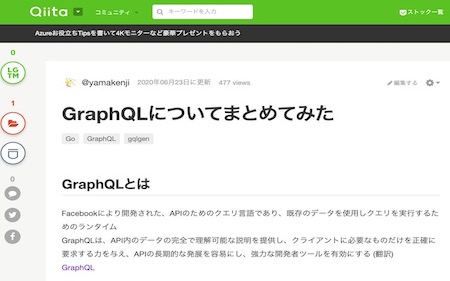 Qiita
コミュニティ
キーワードを入力
ストック一覧
Azureお役立ちTipsを書いて4Kモニターなど豪華プレゼントをもらおう
0
LG
TM
1
0
@yamakenji 2020年06月23日に更新 477 views
編集する
GraphQLについてまとめてみた
Go GraphQL gqlgen
GraphQLとは
Facebookにより開発された、APIのためのクエリ言語であり、既存のデータを使用しクエリを実行するた
めのランタイム
GraphQLは、API内のデータの完全で理解可能な説明を提供し、クライアントに必要なものだけを正確に
要求する力を与え、APIの長期的な発展を容易にし、強力な開発者ツールを有効にする (翻訳)
GraphQL